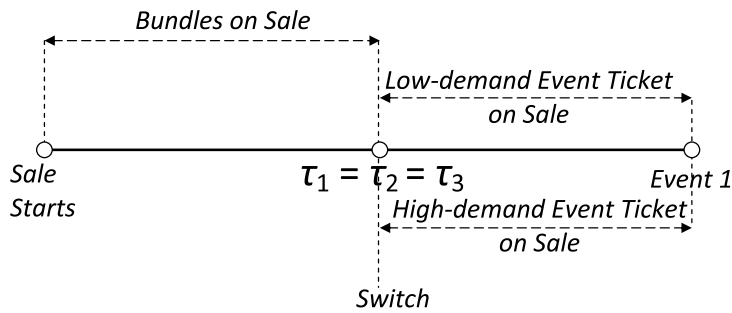 Bundles on Sale
Low-demand Event Ticket
on Sale
Sale
Starts
τ1 = τ2 = τ3
Event 1
High-demand Event Ticket
on Sale
Switch